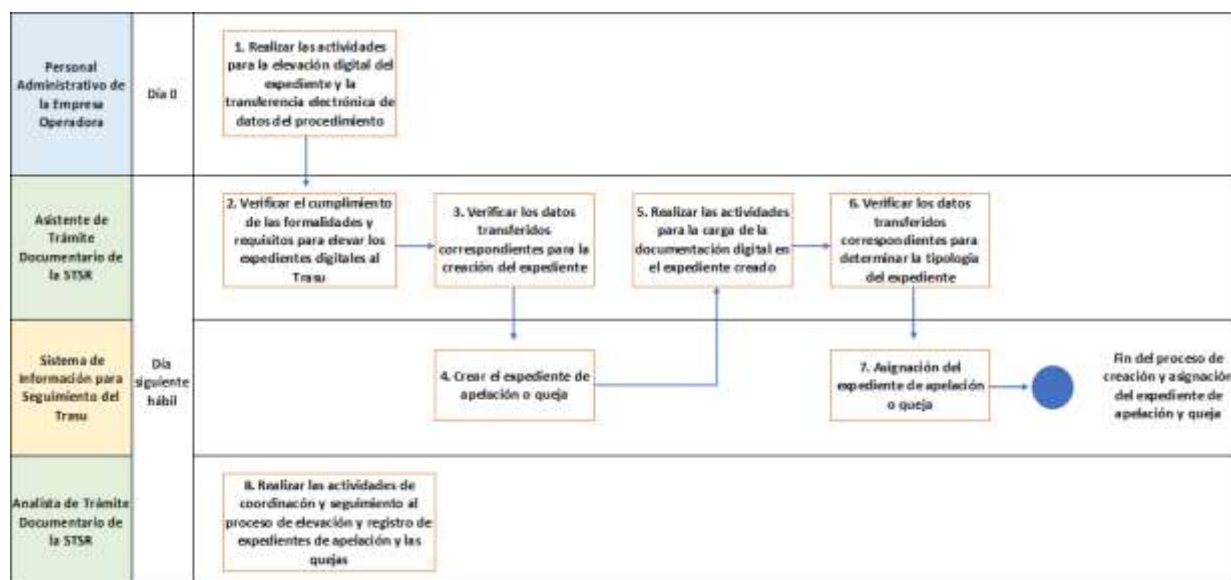 Personal
Administrativo de
la Empresa
Operadora
Día 0
1. Realizar las actividades
para la elevación digital del
expediente y la
transferencia electrónica de
datos del procedimiento
Asistente de
Trámite
Documentario de
la STSR
2. Verificar el cumplimiento
de las formalidades y
requisitos para elevar los
expedientes digitales al
Trasu
3. Verificar los datos
transferidos
correspondientes para la
creación del expediente
5. Realizar las actividades
para la carga de la
documentación digital en
el expediente creado
6. Verificar los datos
transferidos
correspondientes para
determinar la tipología
del expediente
Sistema de
Información para
Seguimiento del
Trasu
Día
siguiente
hábil
4. Crear el expediente de
apelación o queja
7. Asignación del
expediente de apelación
o queja
Fin del proceso de
creación y asignación
del expediente de
apelación y queja
Analista de Trámite
Documentario de
la STSR
8. Realizar las actividades de
coordinacón y seguimiento al
proceso de elevación y registro de
expedientes de apelación y las
quejas